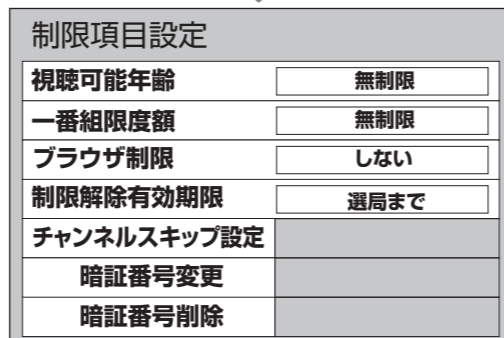 制限項目設定
視聴可能年齢 無制限
一番組限度額 無制限
ブラウザ制限 しない
制限解除有効期限 選局まで
チャンネルスキップ設定
暗証番号変更
暗証番号削除